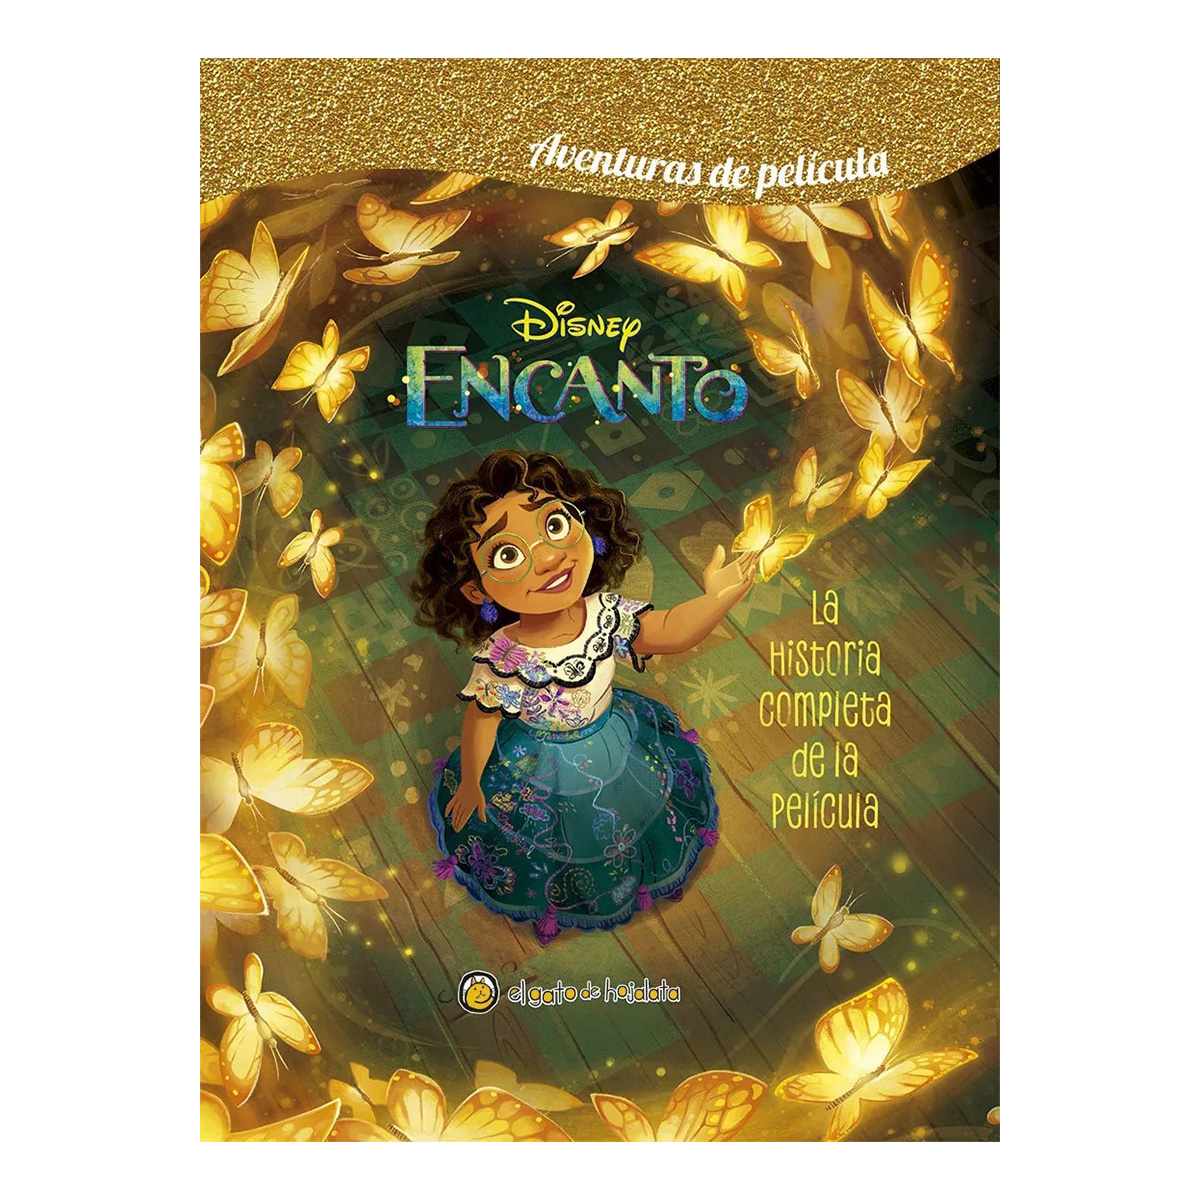 Aventuras de película
Disney
ENCANTO
La
Historia
completa
de la
película
el gato de hojalata